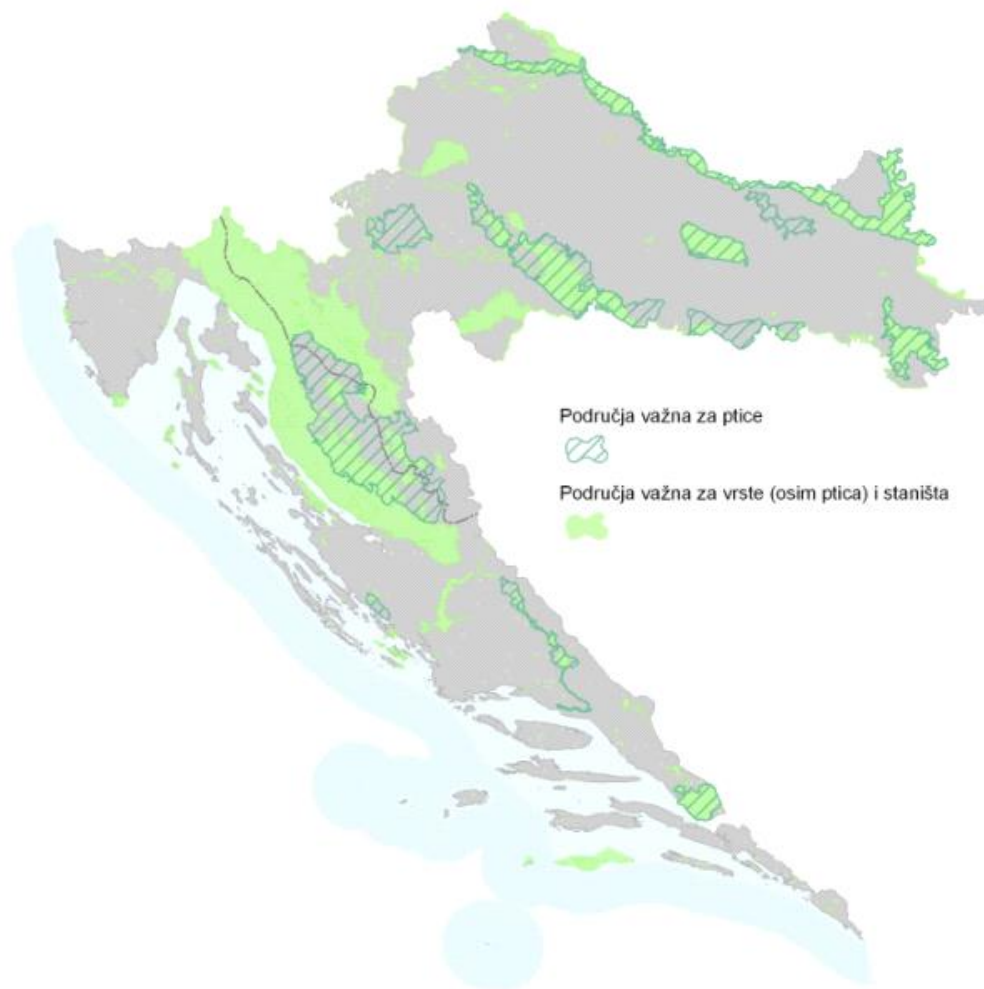 Područja važna za ptice
Područja važna za vrste (osim ptica) i staništa